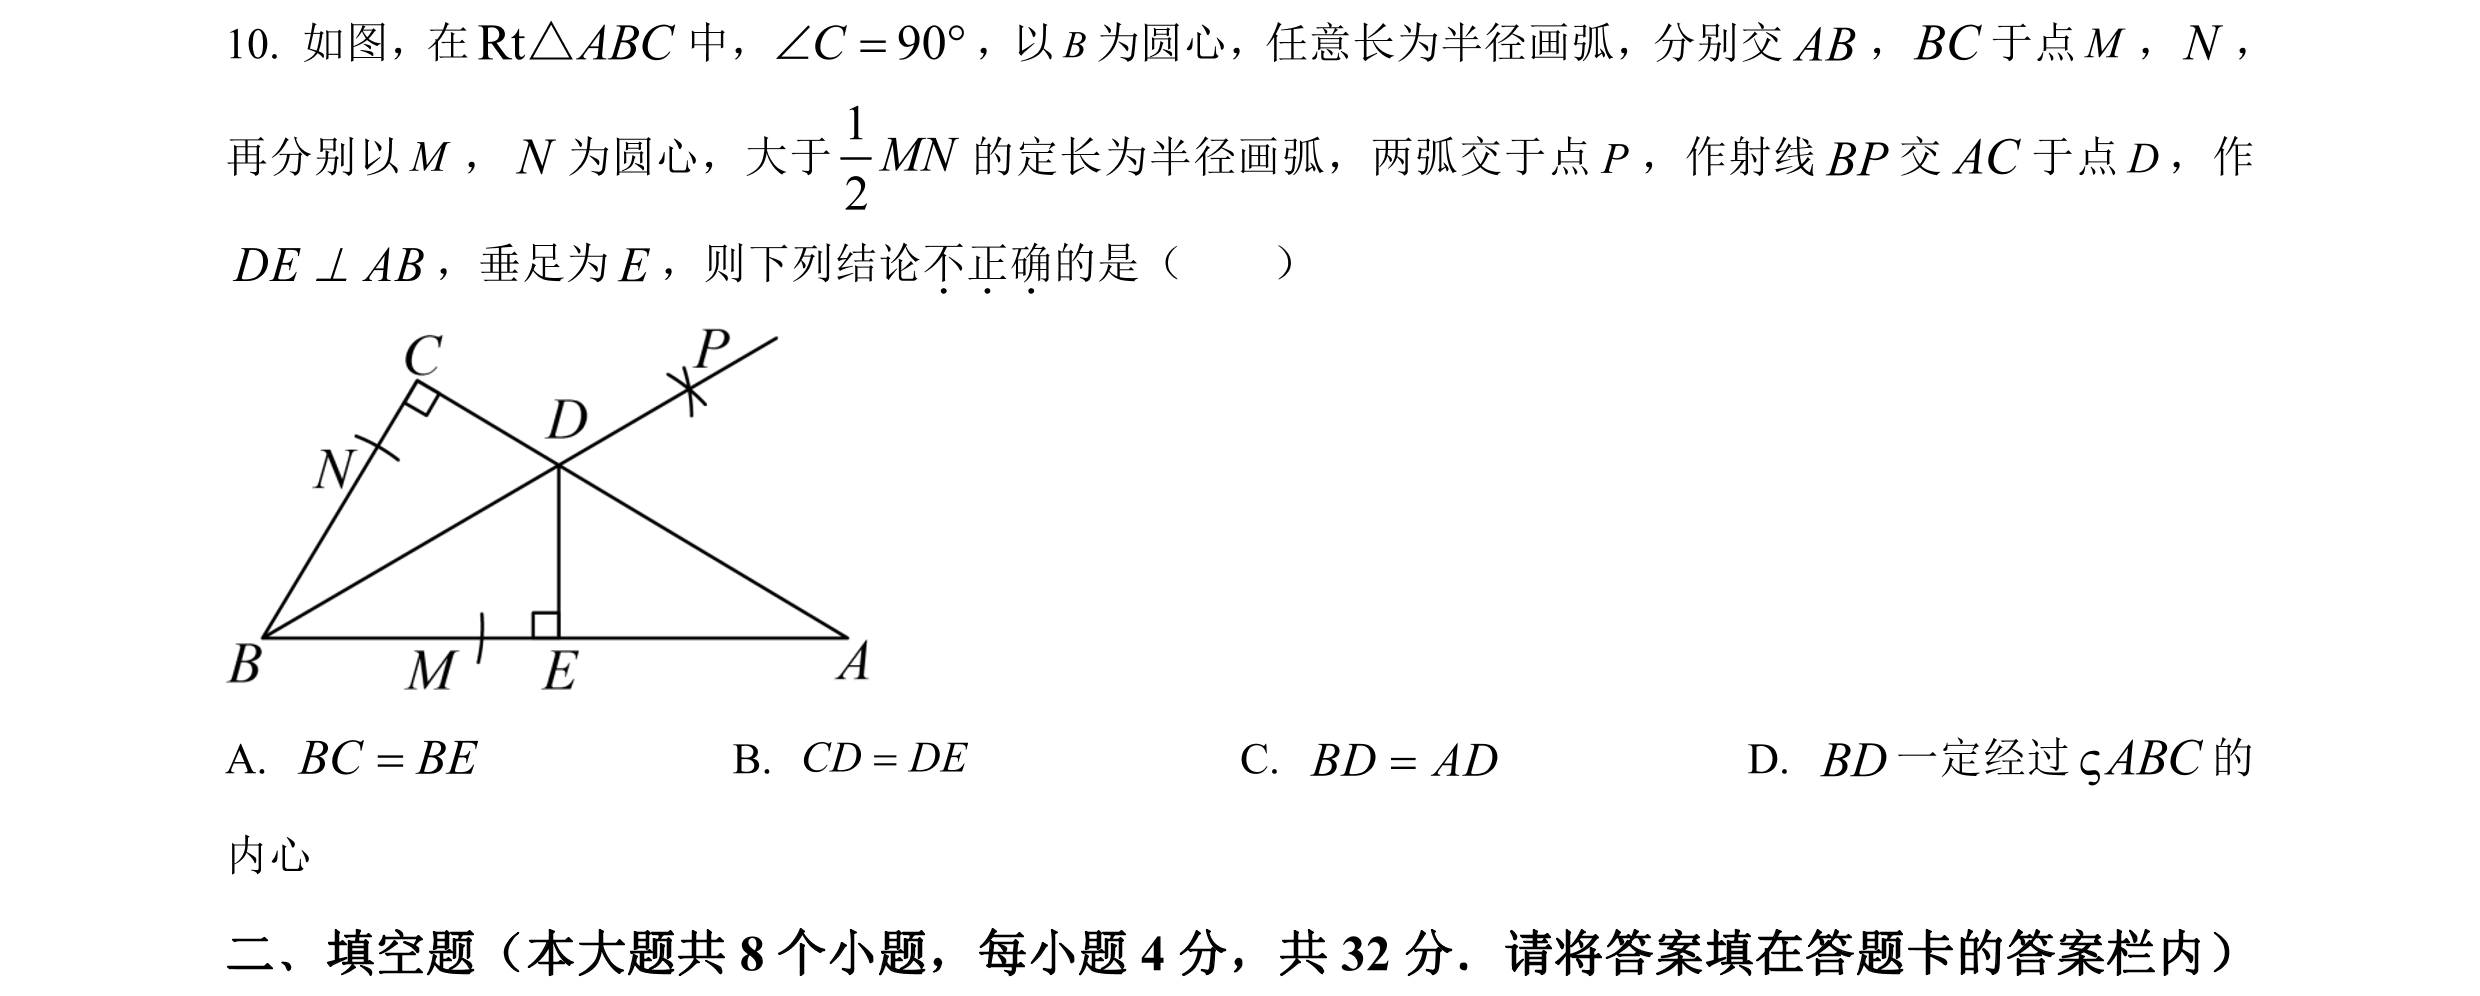 10. 如图，在 Rt△ABC 中，∠C = 90°，以 B 为圆心，任意长为半径画弧，分别交 AB，BC 于点 M，N，
再分别以 M，N 为圆心，大于 1/2 MN 的定长为半径画弧，两弧交于点 P，作射线 BP 交 AC 于点 D，作
DE ⊥ AB，垂足为 E，则下列结论不正确的是（　　）
C
P
D
N
B
M
E
A
A. BC = BE
B. CD = DE
C. BD = AD
D. BD 一定经过 ςABC 的
内心
二、填空题（本大题共 8 个小题，每小题 4 分，共 32 分．请将答案填在答题卡的答案栏内）